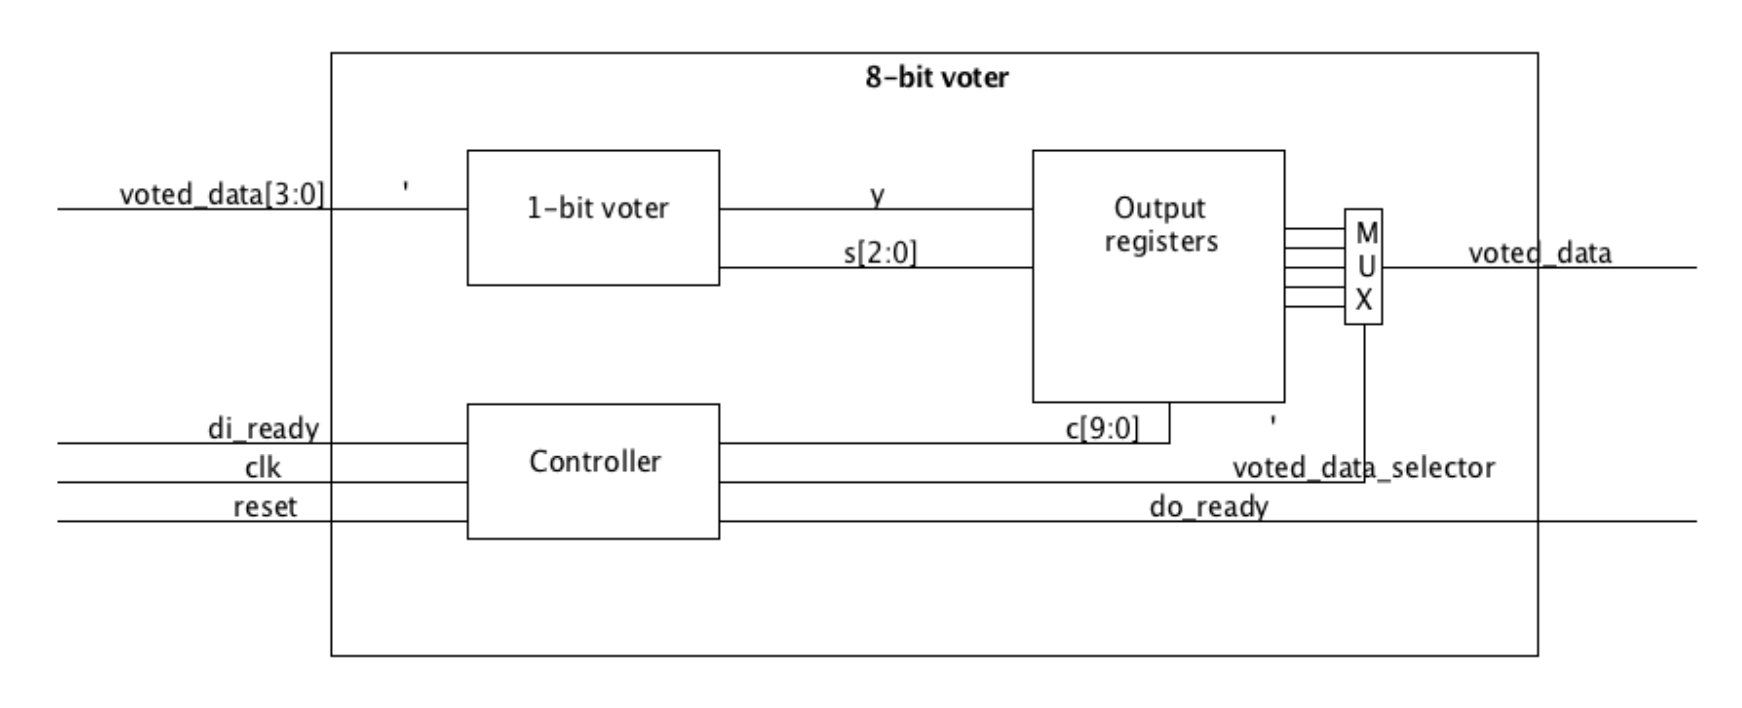 8-bit voter
voted_data[3:0]
'
1-bit voter
y
s[2:0]
Output
registers
M
U
X
voted_data
di_ready
clk
reset
Controller
c[9:0]
'
voted_data_selector
do_ready